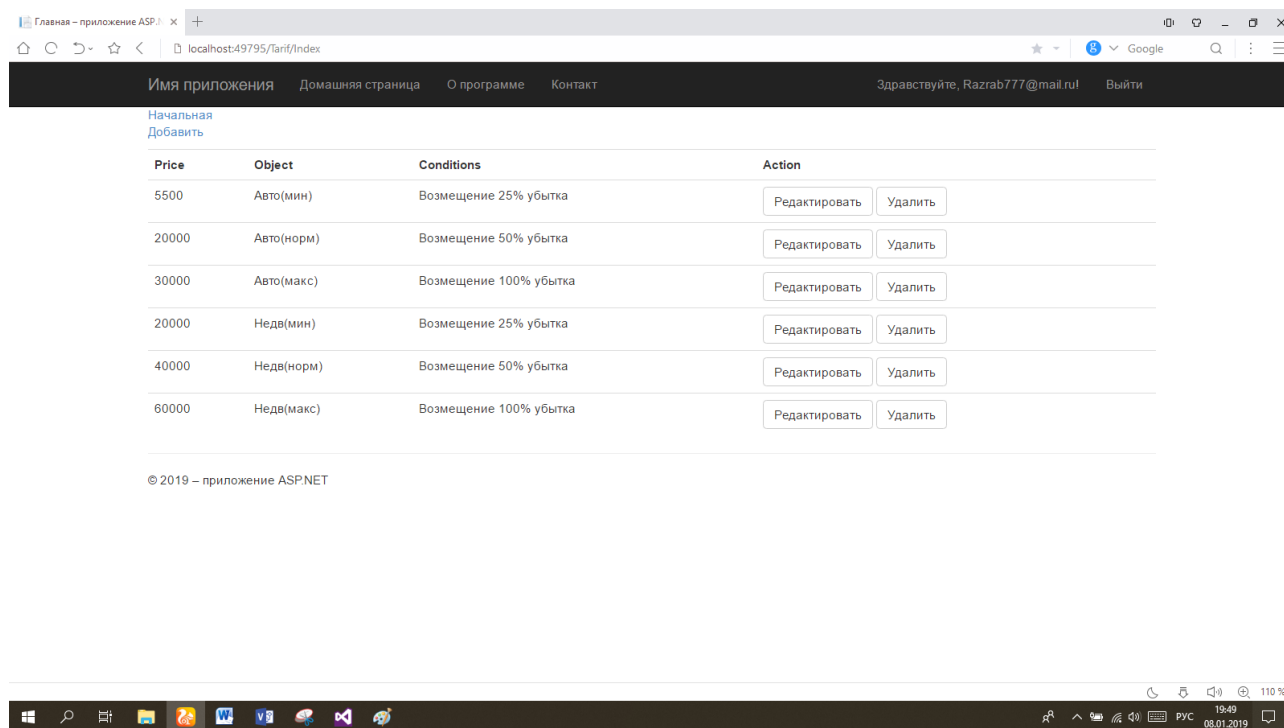 Главная – приложение ASP.N
localhost:49795/Tarif/Index
Google
Имя приложения Домашняя страница О программе Контакт Здравствуйте, Razrab777@mail.ru! Выйти
Начальная
Добавить
Price Object Conditions Action
5500 Авто(мин) Возмещение 25% убытка Редактировать Удалить
20000 Авто(норм) Возмещение 50% убытка Редактировать Удалить
30000 Авто(макс) Возмещение 100% убытка Редактировать Удалить
20000 Недв(мин) Возмещение 25% убытка Редактировать Удалить
40000 Недв(норм) Возмещение 50% убытка Редактировать Удалить
60000 Недв(макс) Возмещение 100% убытка Редактировать Удалить
© 2019 – приложение ASP.NET
110 %
РУС
19:49
08.01.2019